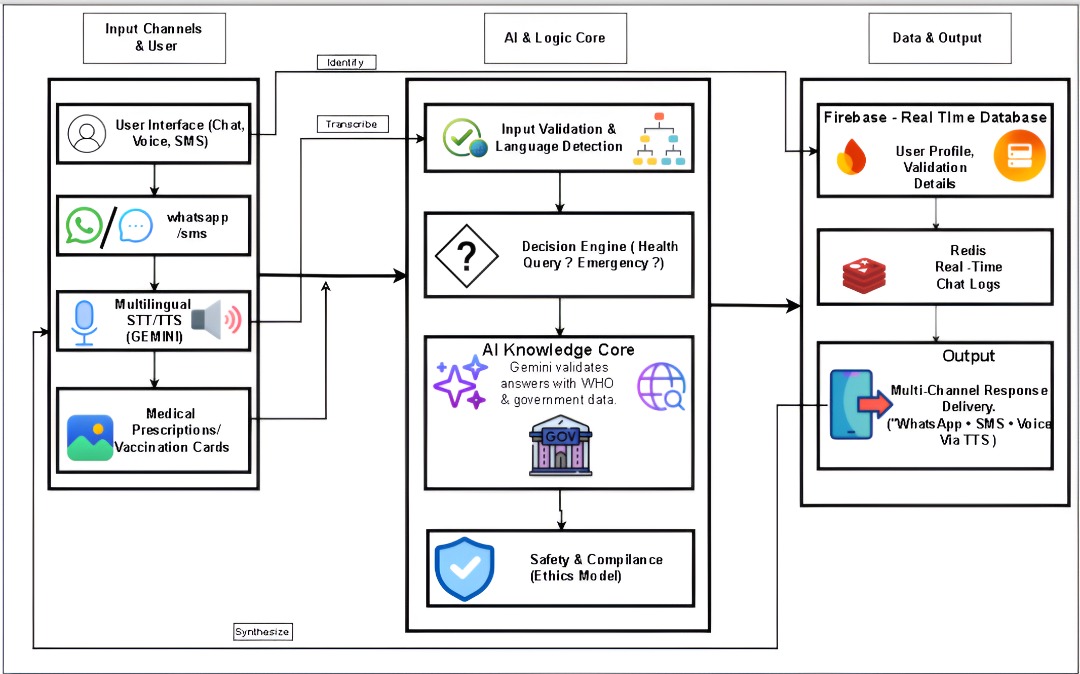 Input Channels
& User
AI & Logic Core
Data & Output
Identify
Transcribe
User Interface (Chat,
Voice, SMS)
whatsapp
/sms
Multilingual
STT/TTS
(GEMINI)
Medical
Prescriptions/
Vaccination Cards
Input Validation &
Language Detection
?
Decision Engine ( Health
Query ? Emergency ?)
AI Knowledge Core
Gemini validates
answers with WHO
& government data.
GOV
Safety & Compilance
(Ethics Model)
Firebase - Real TIme Database
User Profile,
Validation
Details
Redis
Real -Time
Chat Logs
Output
Multi-Channel Response
Delivery.
("WhatsApp • SMS • Voice
Via TTS )
Synthesize